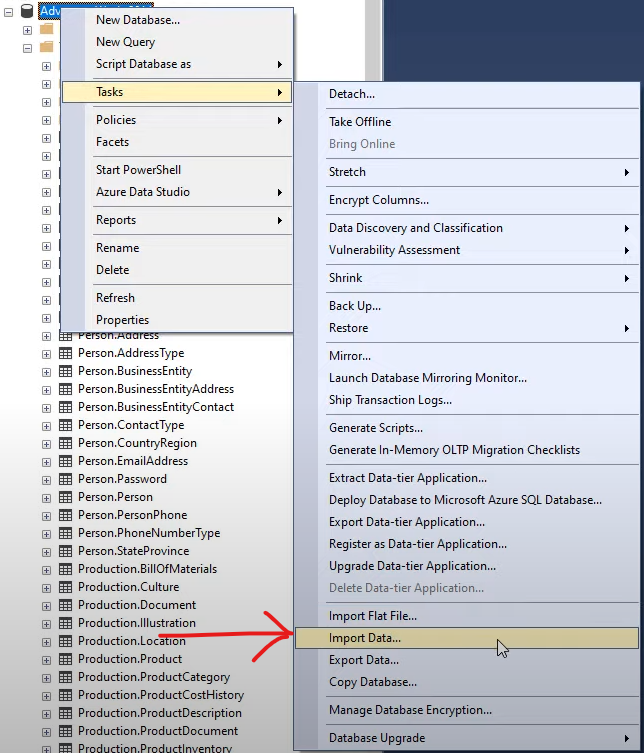 New Database...
New Query
Script Database as
Tasks
Policies
Facets
Start PowerShell
Azure Data Studio
Reports
Rename
Delete
Refresh
Properties
Detach...
Take Offline
Bring Online
Stretch
Encrypt Columns...
Data Discovery and Classification
Vulnerability Assessment
Shrink
Back Up...
Restore
Mirror...
Launch Database Mirroring Monitor...
Ship Transaction Logs...
Generate Scripts...
Generate In-Memory OLTP Migration Checklists
Extract Data-tier Application...
Deploy Database to Microsoft Azure SQL Database...
Export Data-tier Application...
Register as Data-tier Application...
Upgrade Data-tier Application...
Delete Data-tier Application...
Import Flat File...
Import Data...
Export Data...
Copy Database...
Manage Database Encryption...
Database Upgrade
Person.Address
Person.AddressType
Person.BusinessEntity
Person.BusinessEntityAddress
Person.BusinessEntityContact
Person.ContactType
Person.CountryRegion
Person.EmailAddress
Person.Password
Person.Person
Person.PersonPhone
Person.PhoneNumberType
Person.StateProvince
Production.BillOfMaterials
Production.Culture
Production.Document
Production.Illustration
Production.Location
Production.Product
Production.ProductCategory
Production.ProductCostHistory
Production.ProductDescription
Production.ProductDocument
Production.ProductInventory